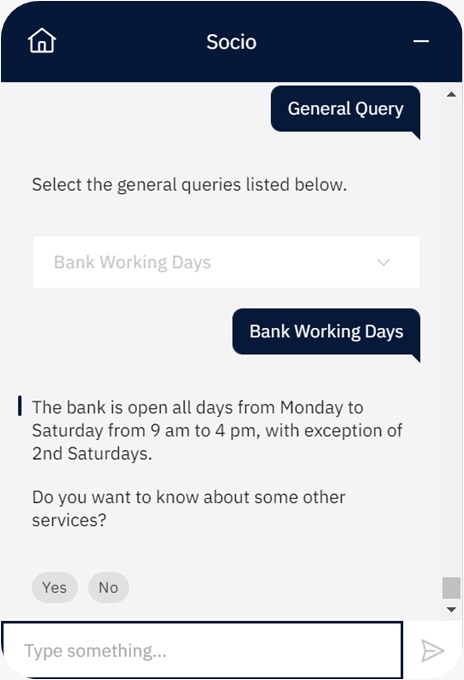 Socio
General Query
Select the general queries listed below.
Bank Working Days
Bank Working Days
The bank is open all days from Monday to
Saturday from 9 am to 4 pm, with exception of
2nd Saturdays.
Do you want to know about some other
services?
Yes No
Type something...